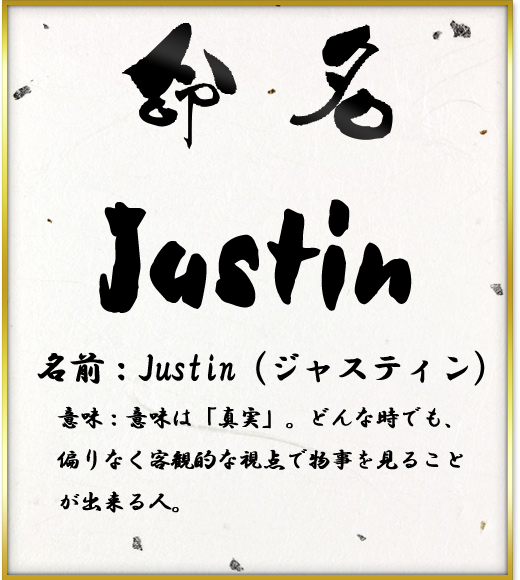 命名
Justin
名前：Justin（ジャスティン）
意味：意味は「真実」。どんな時でも、
偏りなく客観的な視点で物事を見ること
が出来る人。